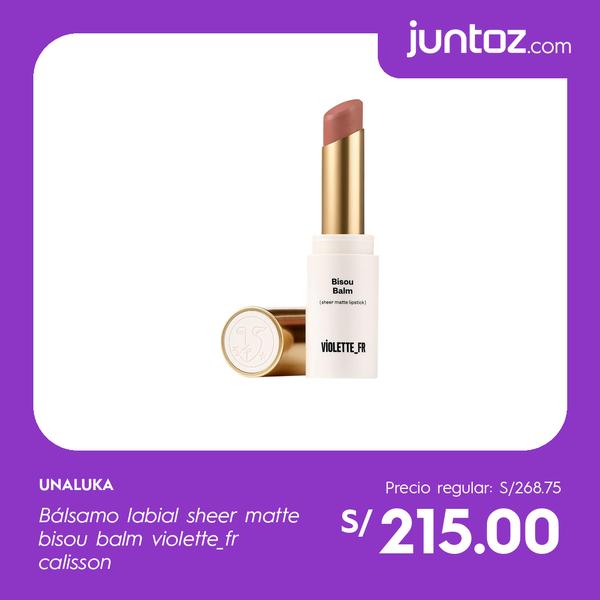 juntoz.com
Bisou
Balm
(sheer matte lipstick)
VIOLETTE_FR
UNALUKA
Bálsamo labial sheer matte
bisou balm violette_fr
calisson
Precio regular: S/268.75
S/215.00